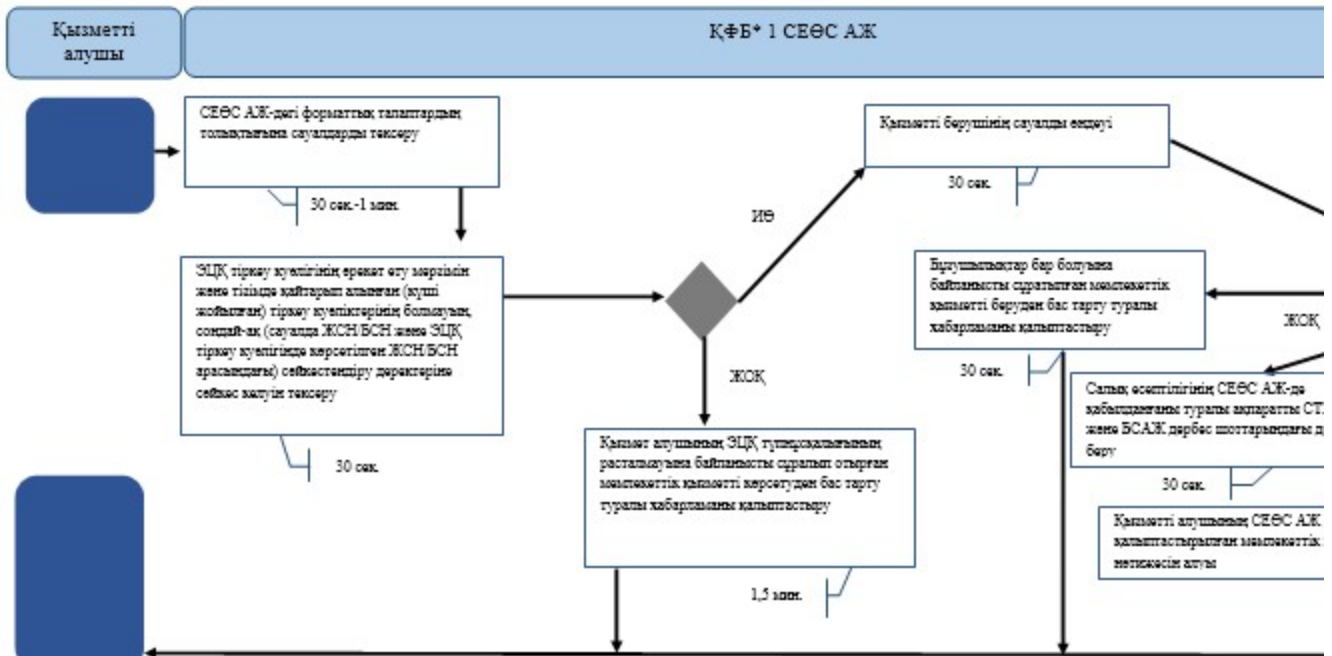 Қызметті
алушы
ҚФБ* 1 СЕӨС АЖ
СЕӨС АЖ-дегі форматтық талаптардың
толықтығына сауалдарды тексеру
30 сек.-1 мин.
ЭЦҚ тіркеу куәлігінің әрекет ету мерзімін
және тізімде қайтарып алынған (күші
жойылған) тіркеу куәліктерінің болмауын,
сондай-ақ (сауалда ЖСН/БСН және ЭЦҚ
тіркеу куәлігінде көрсетілген ЖСН/БСН
арасындағы) сәйкестендіру деректеріне
сәйкес келуін тексеру
30 сек.
ИӘ
ЖОҚ
Қызмет алушының ЭЦҚ түпнұсқалығының
расталмауына байланысты сұралып отырған
мемлекеттік қызметті көрсетуден бас тарту
туралы хабарламаны қалыптастыру
1,5 мин.
Қызметті берушінің сауалды өңдеуі
30 сек.
Бұзушылықтар бар болуына
байланысты сұратылған мемлекеттік
қызметті беруден бас тарту туралы
хабарламаны қалыптастыру
ЖОҚ
30 сек.
Салық есептілігінің СЕӨС АЖ-де
қабылданғаны туралы ақпаратты
және БСАЖ дербес шоттарындағы
беру
30 сек.
Қызметті алушының СЕӨС АЖ
қалыптастырылған мемлекеттік
нәтижесін алуы